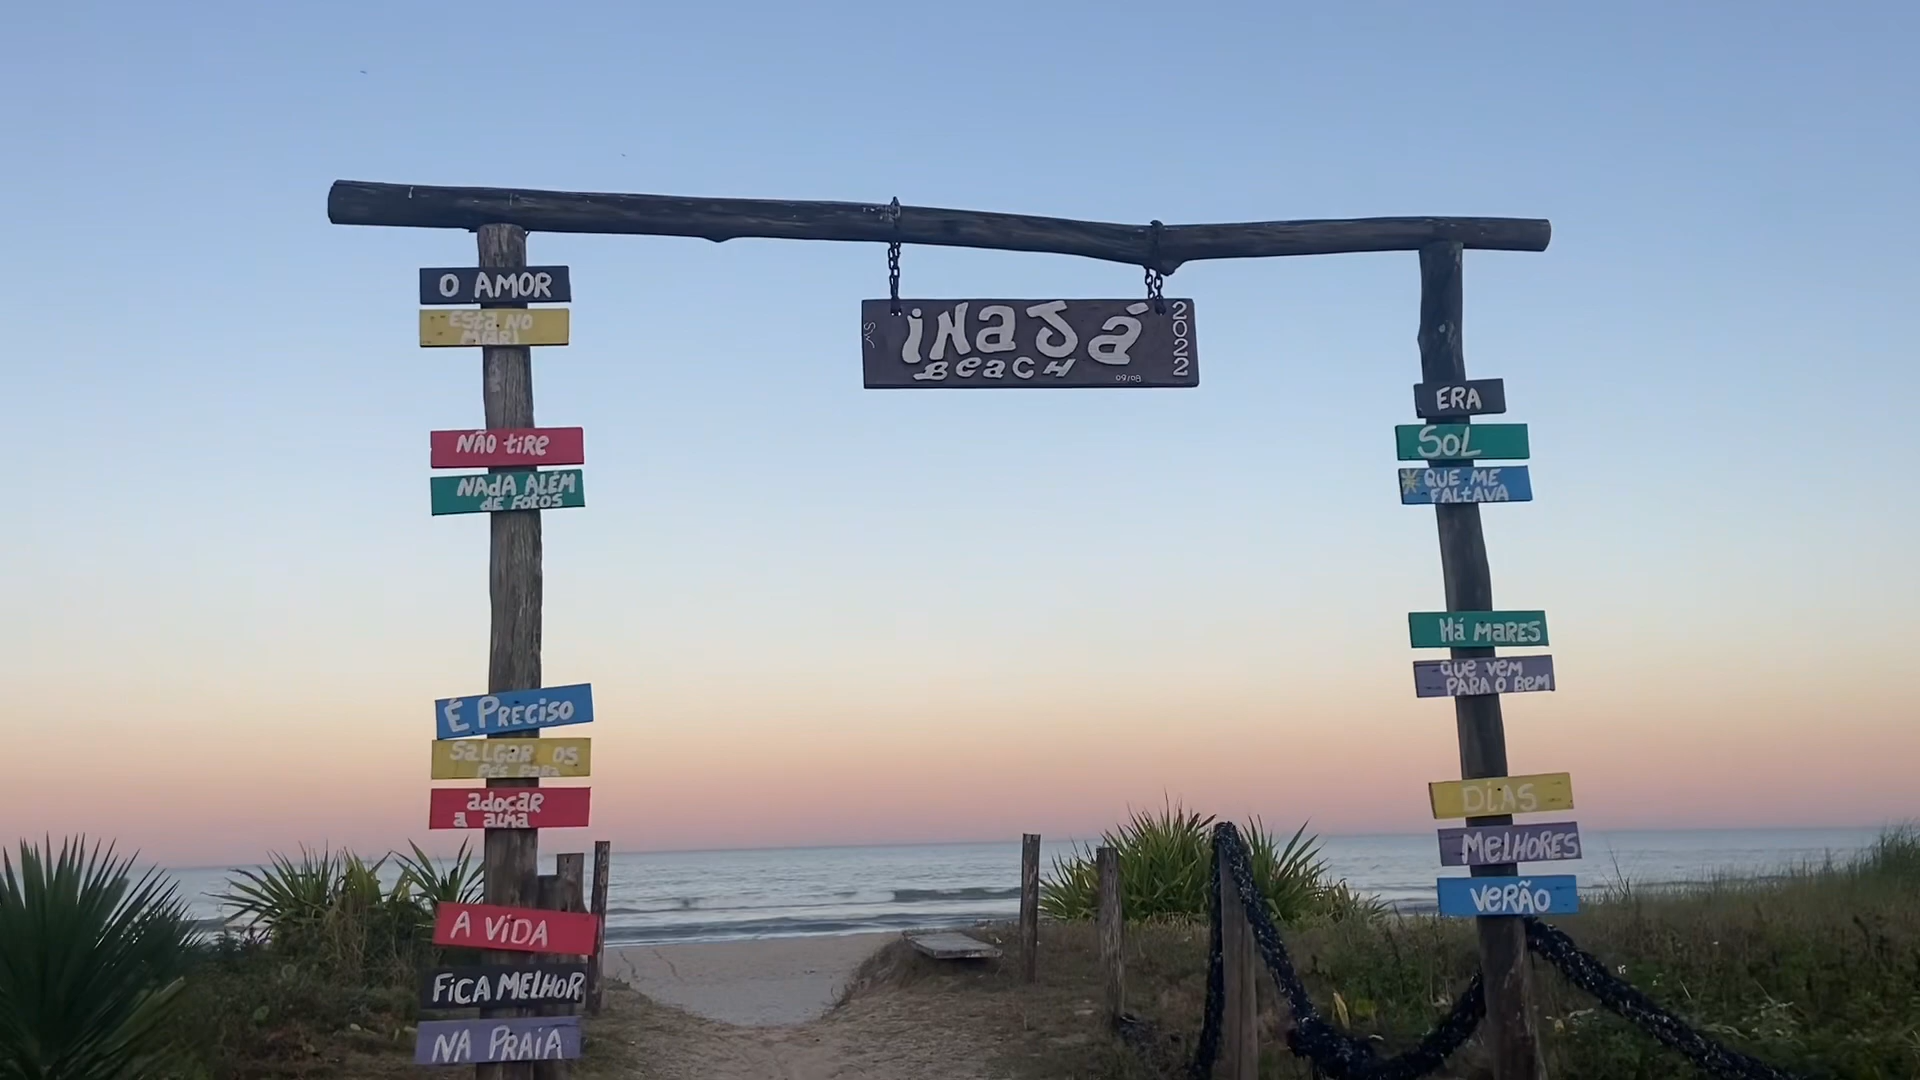 O AMOR
Está NO
MAR!
NÃO tiRe
NAdA ALÉM
dE FOtOS
É PREciso
SaLGaR OS
PÉS PaRa
adoçaR
a aLMa
A ViDA
FiCA MELHOR
NA PRAiA
iNaJá
BeaCH
2022
09/08
ERA
SoL
QUE ME
FALtAVA
Há MaRES
QUE VEM
PARA O BEM
DiAS
MELHORES
VERÃO